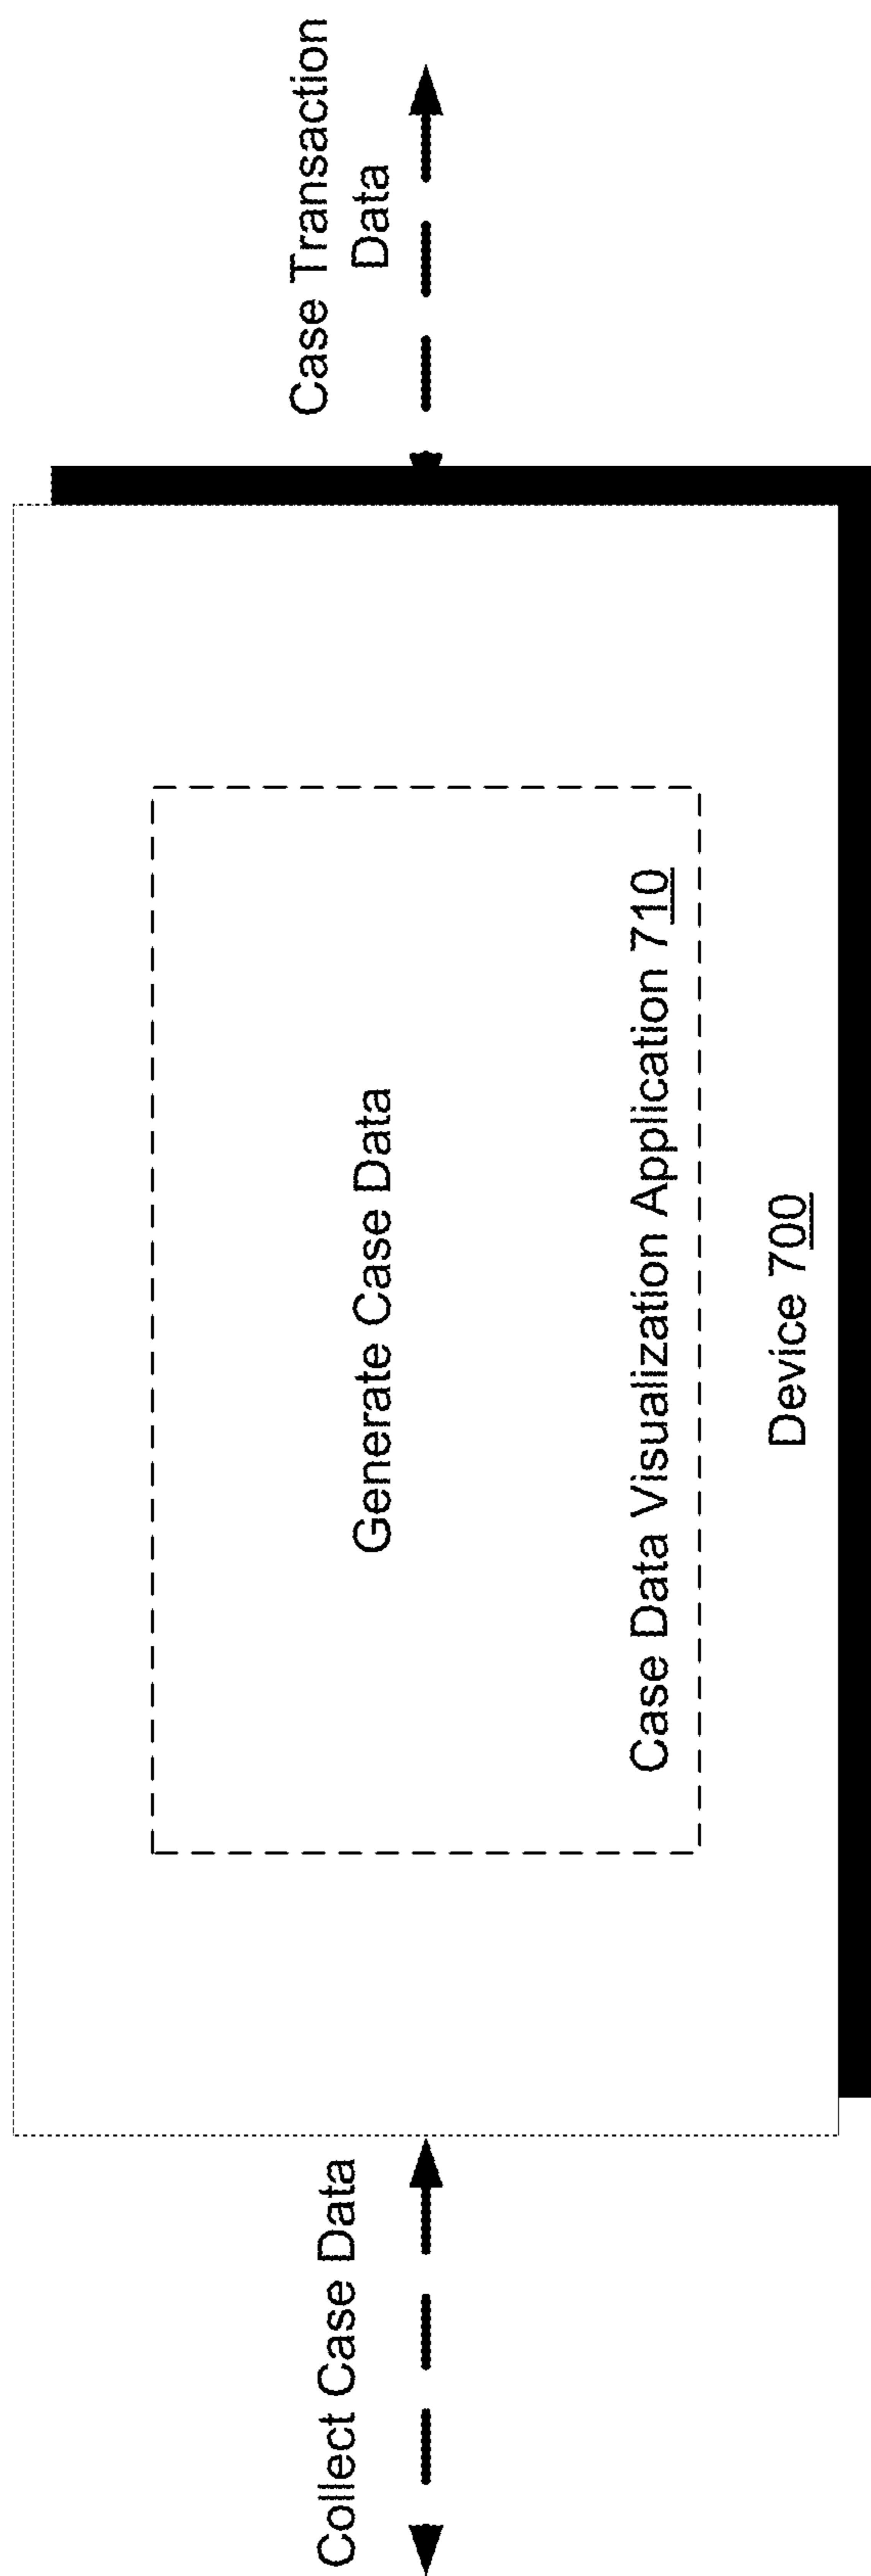 Collect Case Data
Generate Case Data
Case Data Visualization Application 710
Device 700
Case Transaction
Data